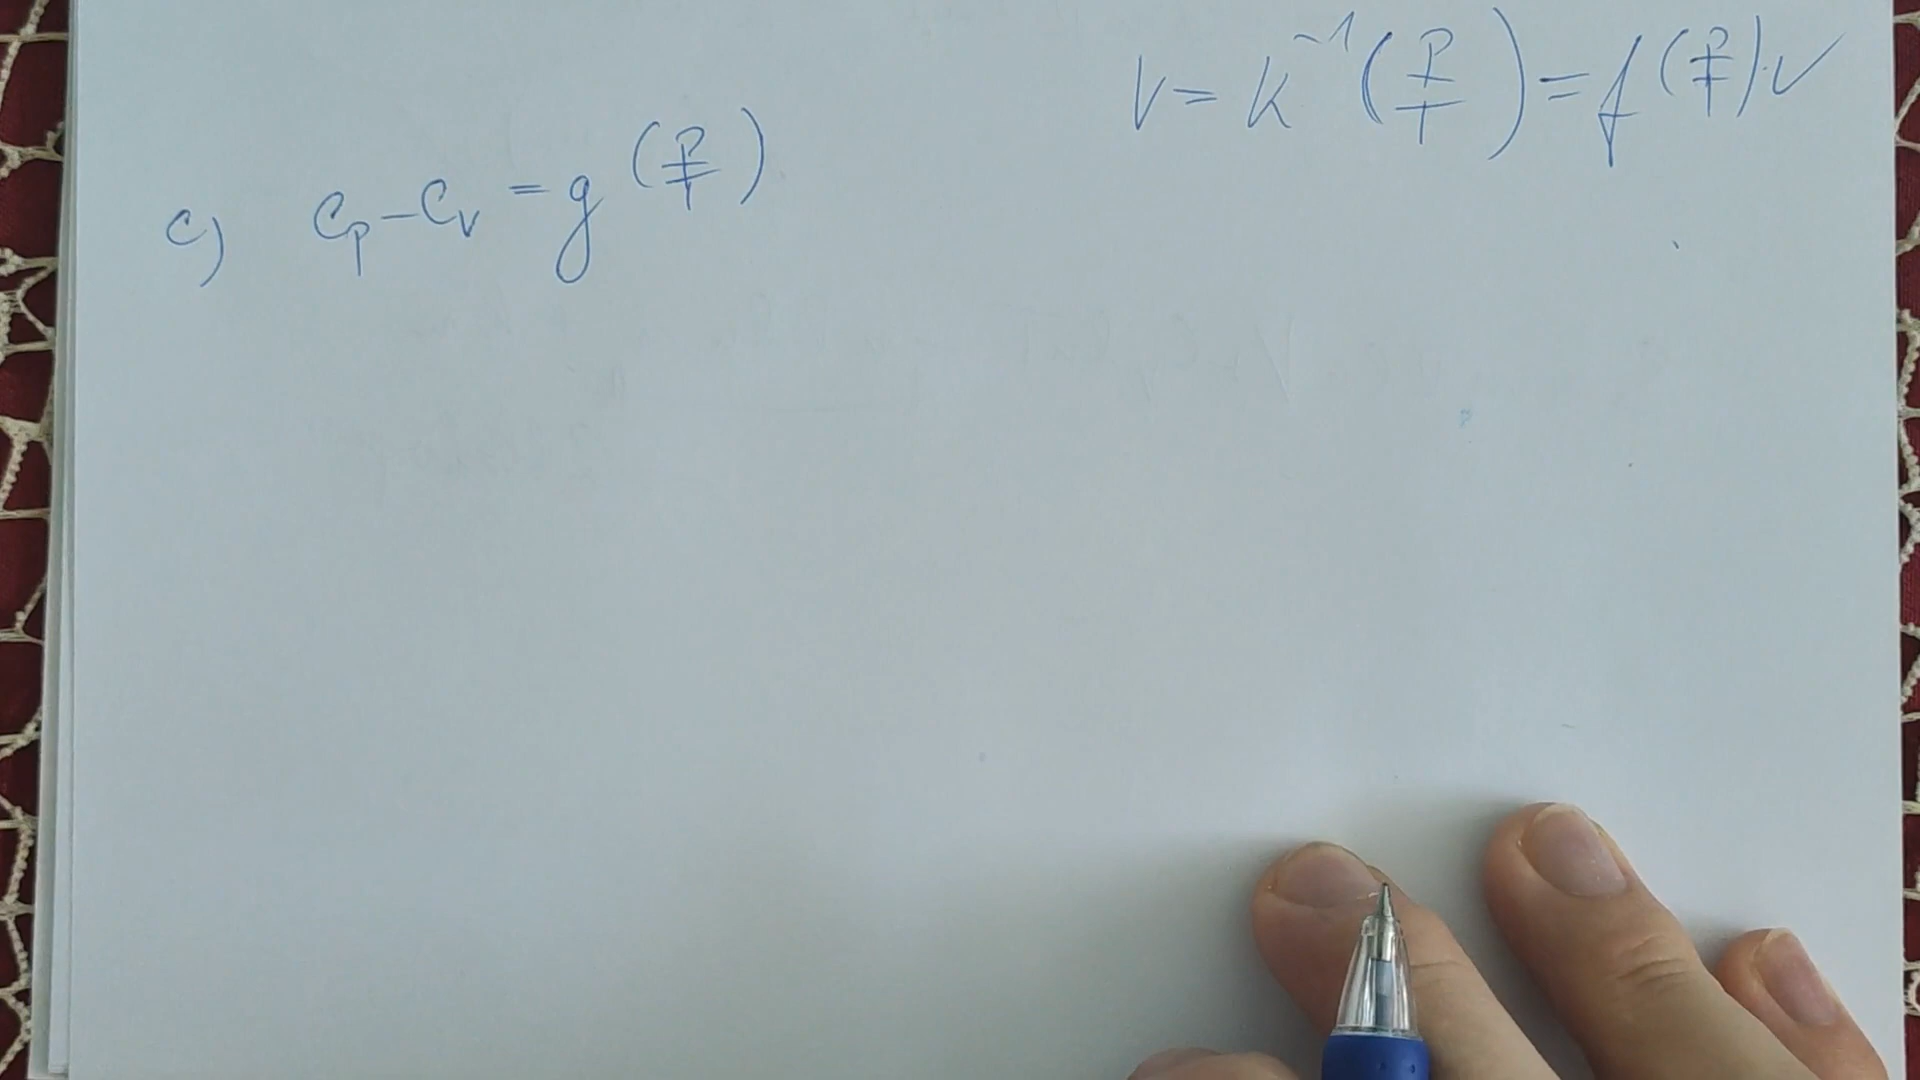 V = k⁻¹(P/T) = f(P/T) · V
c) cp - cv = g(P/T)